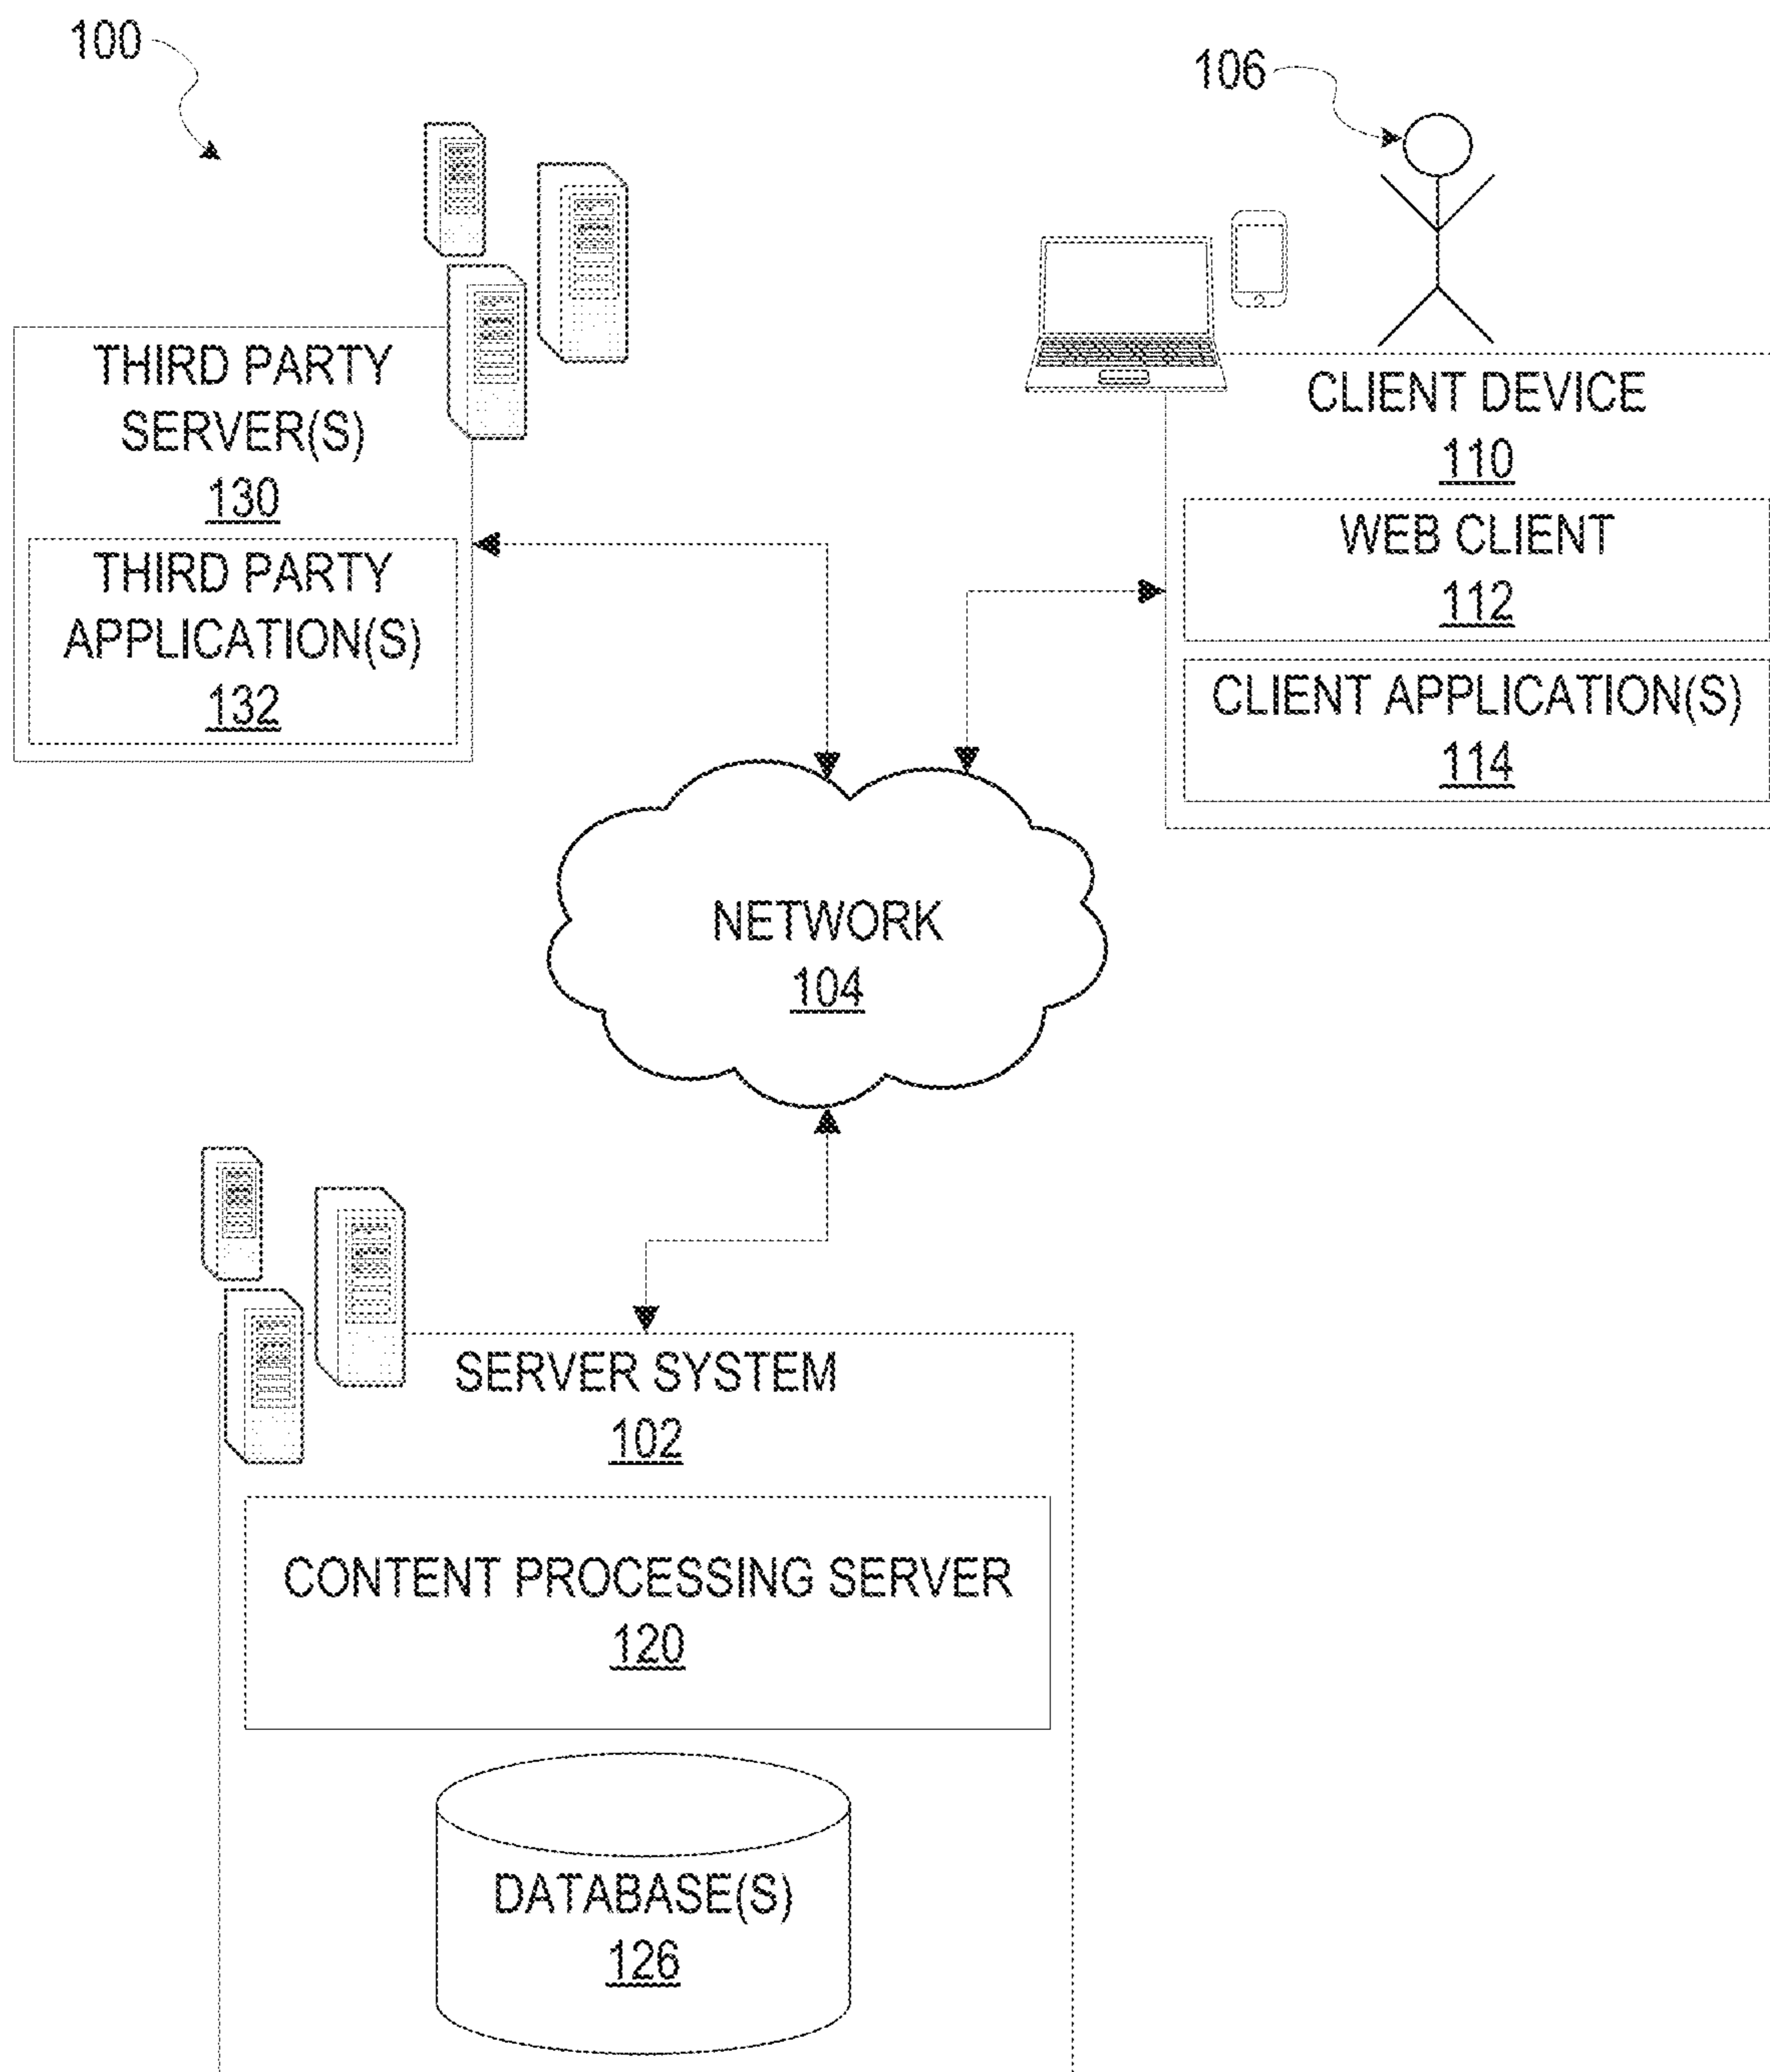 100
106
THIRD PARTY
SERVER(S)
130
THIRD PARTY
APPLICATION(S)
132
CLIENT DEVICE
110
WEB CLIENT
112
CLIENT APPLICATION(S)
114
NETWORK
104
SERVER SYSTEM
102
CONTENT PROCESSING SERVER
120
DATABASE(S)
126